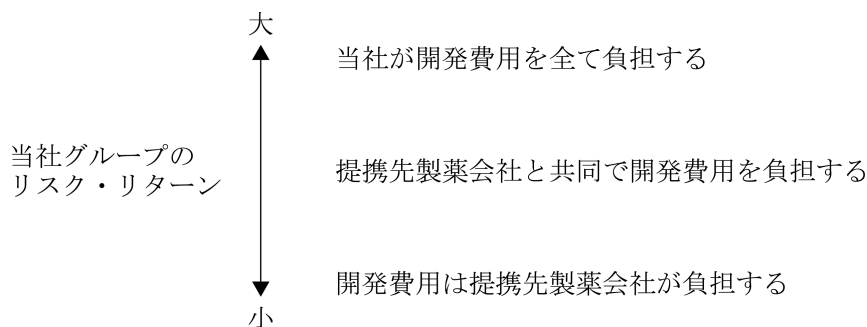 大
当社が開発費用を全て負担する
当社グループの
リスク・リターン
提携先製薬会社と共同で開発費用を負担する
開発費用は提携先製薬会社が負担する
小